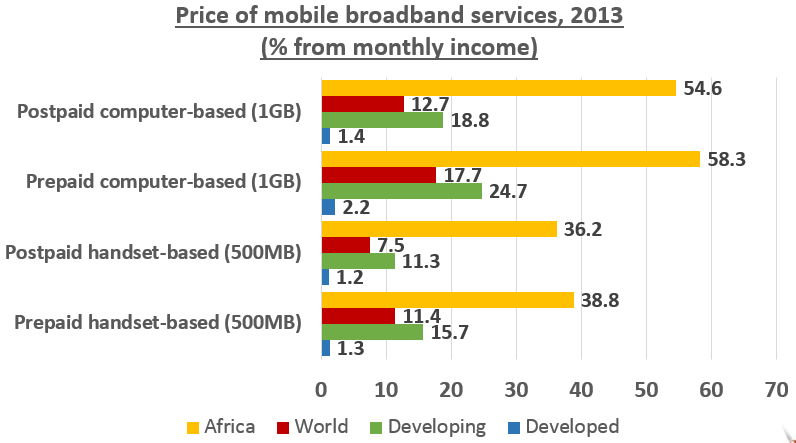 Price of mobile broadband services, 2013
(% from monthly income)
Postpaid computer-based (1GB)
54.6
12.7
18.8
1.4
Prepaid computer-based (1GB)
58.3
17.7
24.7
2.2
Postpaid handset-based (500MB)
36.2
7.5
11.3
1.2
Prepaid handset-based (500MB)
38.8
11.4
15.7
1.3
0 10 20 30 40 50 60 70
Africa World Developing Developed